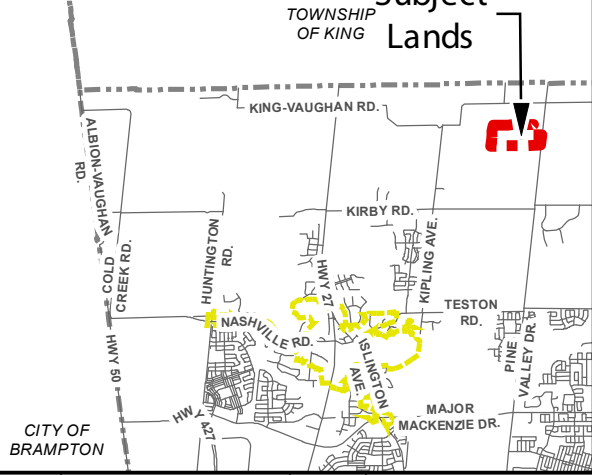 Subject
Lands
TOWNSHIP
OF KING
KING-VAUGHAN RD.
ALBION-VAUGHAN
RD.
KIRBY RD.
COLD
CREEK RD.
HUNTINGTON
RD.
HWY 27
KIPLING AVE.
TESTON
RD.
NASHVILLE RD.
ISLINGTON
AVE.
PINE
VALLEY DR.
HWY 50
HWY 427
MAJOR
MACKENZIE DR.
CITY OF
BRAMPTON